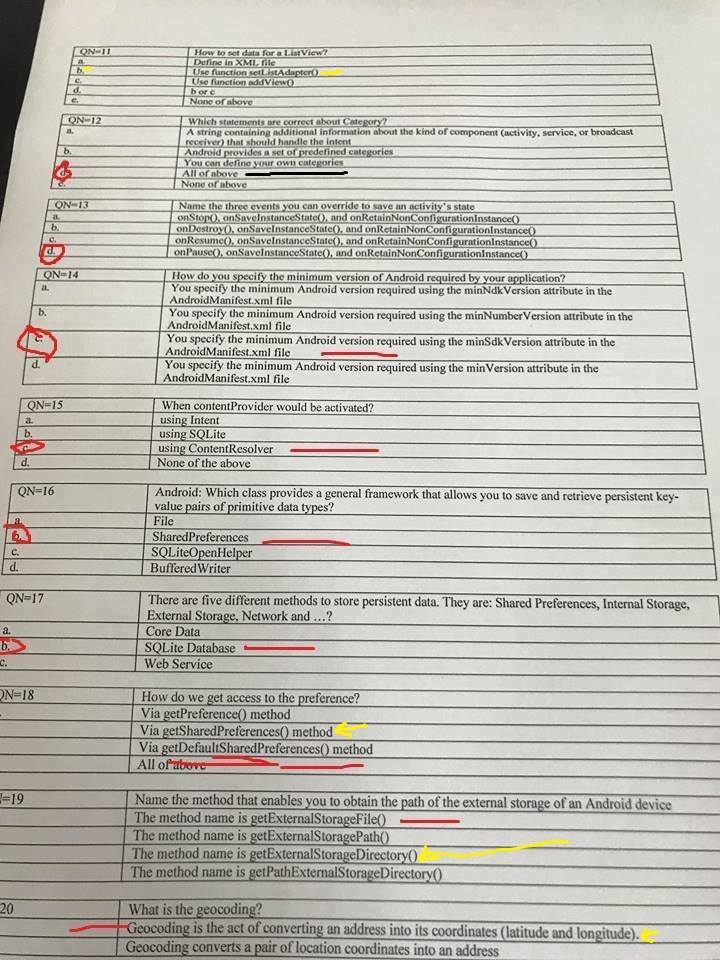 QN=11 How to set data for a ListView?
a. Define in XML file
b. Use function setListAdapter()
c. Use function addView()
d. b or c
e. None of above
QN=12 Which statements are correct about Category?
a. A string containing additional information about the kind of component (activity, service, or broadcast
receiver) that should handle the intent
b. Android provides a set of predefined categories
You can define your own categories
d. All of above
e. None of above
QN=13 Name the three events you can override to save an activity's state
a. onStop(), onSaveInstanceState(), and onRetainNonConfigurationInstance()
b. onDestroy(), onSaveInstanceState(), and onRetainNonConfigurationInstance()
c. onResume(), onSaveInstanceState(), and onRetainNonConfigurationInstance()
d. onPause(), onSaveInstanceState(), and onRetainNonConfigurationInstance()
QN=14 How do you specify the minimum version of Android required by your application?
a. You specify the minimum Android version required using the minNdkVersion attribute in the
AndroidManifest.xml file
b. You specify the minimum Android version required using the minNumberVersion attribute in the
AndroidManifest.xml file
c. You specify the minimum Android version required using the minSdkVersion attribute in the
AndroidManifest.xml file
d. You specify the minimum Android version required using the minVersion attribute in the
AndroidManifest.xml file
QN=15 When contentProvider would be activated?
a. using Intent
b. using SQLite
c. using ContentResolver
d. None of the above
QN=16 Android: Which class provides a general framework that allows you to save and retrieve persistent key-
value pairs of primitive data types?
a. File
b. SharedPreferences
c. SQLiteOpenHelper
d. BufferedWriter
QN=17 There are five different methods to store persistent data. They are: Shared Preferences, Internal Storage,
External Storage, Network and ...?
a. Core Data
b. SQLite Database
c. Web Service
QN=18 How do we get access to the preference?
Via getPreference() method
Via getSharedPreferences() method
Via getDefaultSharedPreferences() method
All of above
=19 Name the method that enables you to obtain the path of the external storage of an Android device
The method name is getExternalStorageFile()
The method name is getExternalStoragePath()
The method name is getExternalStorageDirectory()
The method name is getPathExternalStorageDirectory()
20 What is the geocoding?
Geocoding is the act of converting an address into its coordinates (latitude and longitude).
Geocoding converts a pair of location coordinates into an address